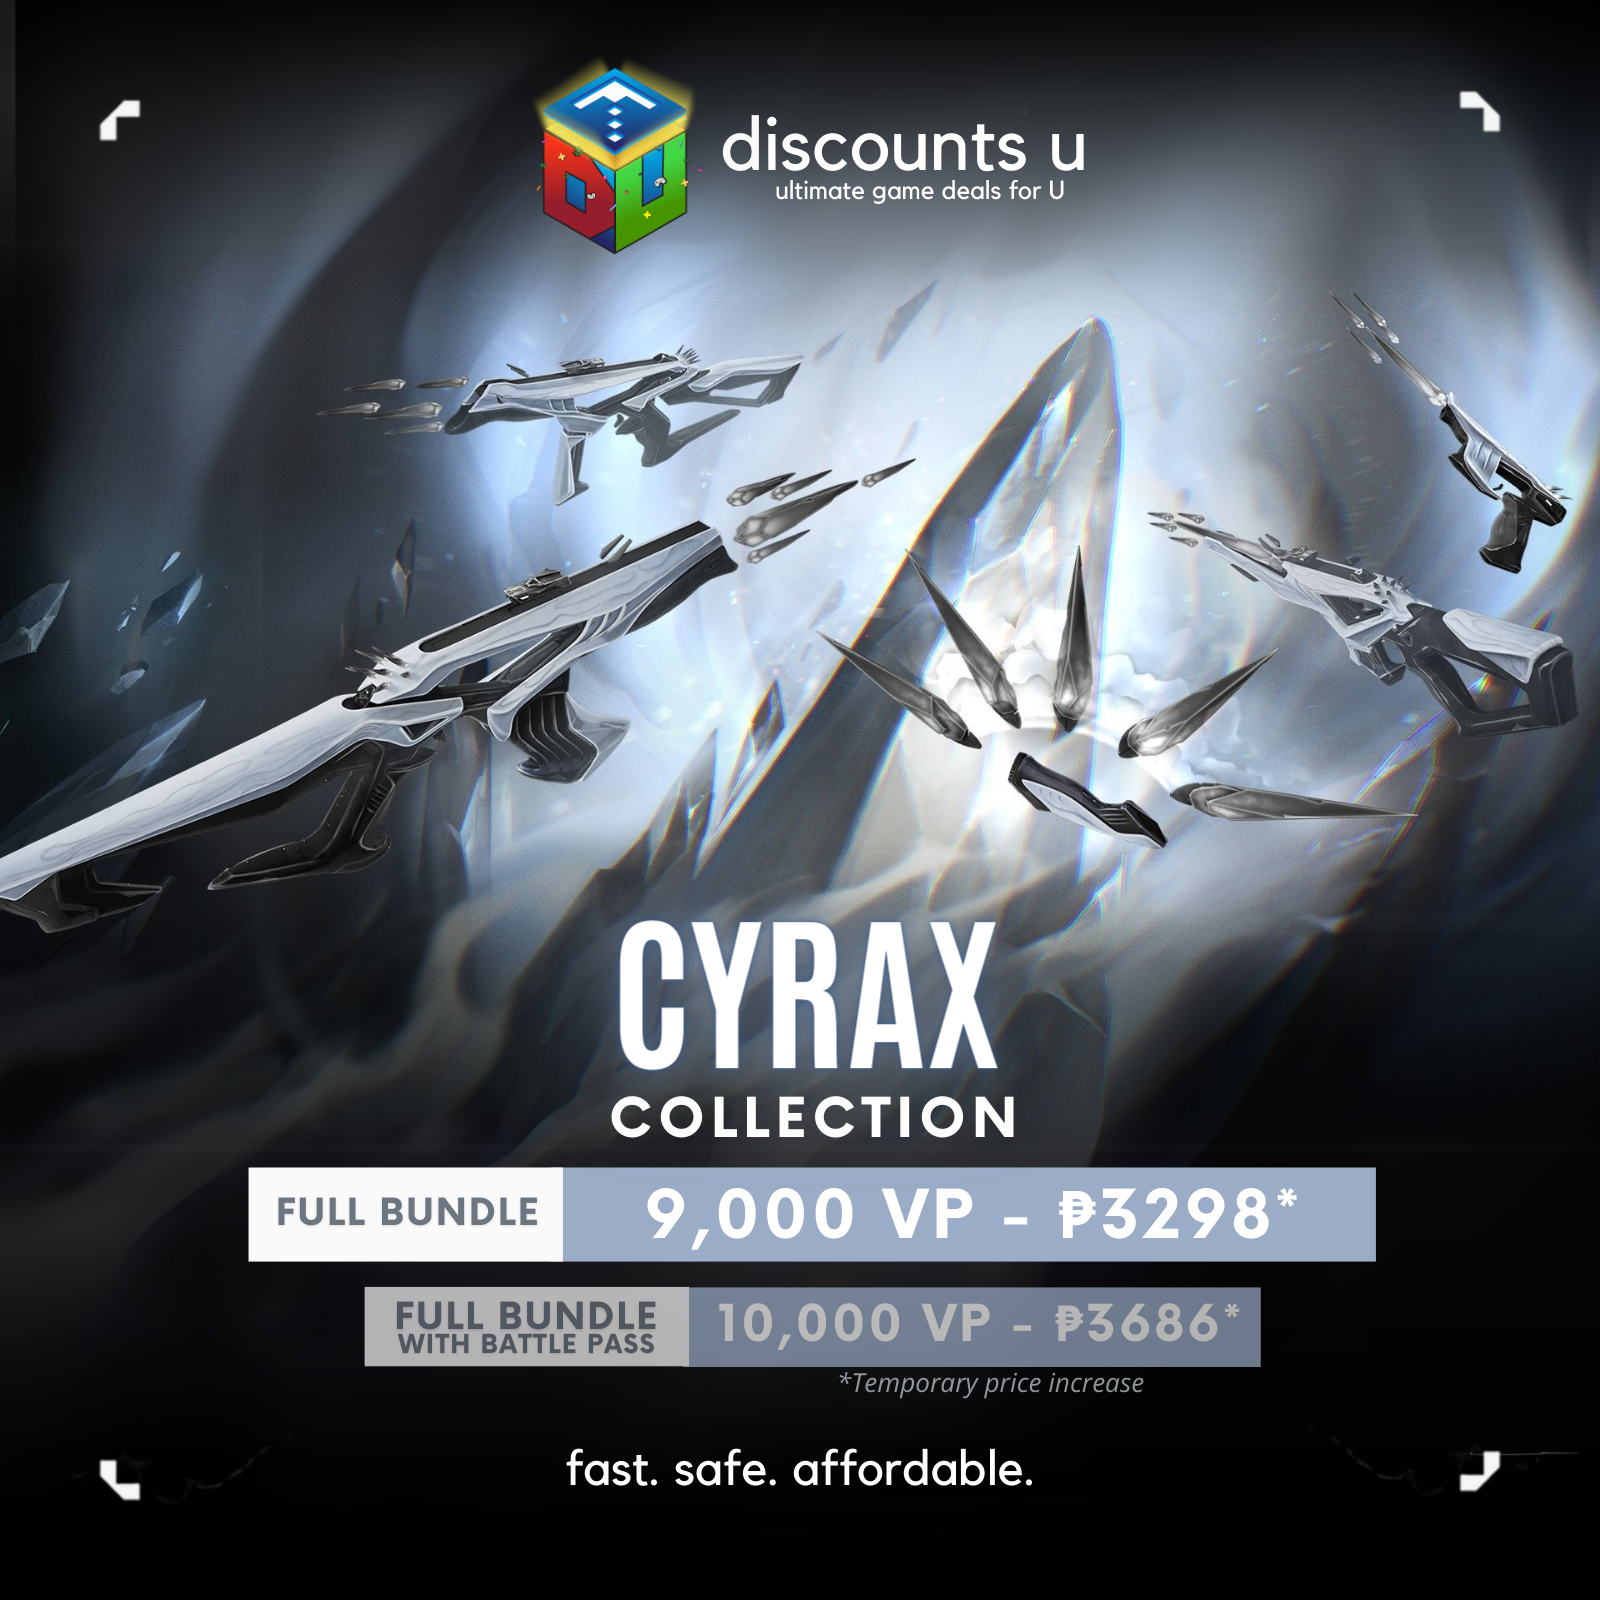 discounts u
ultimate game deals for U
CYRAX
COLLECTION
FULL BUNDLE
9,000 VP - ₱3298*
FULL BUNDLE
WITH BATTLE PASS
10,000 VP - ₱3686*
*Temporary price increase
fast. safe. affordable.